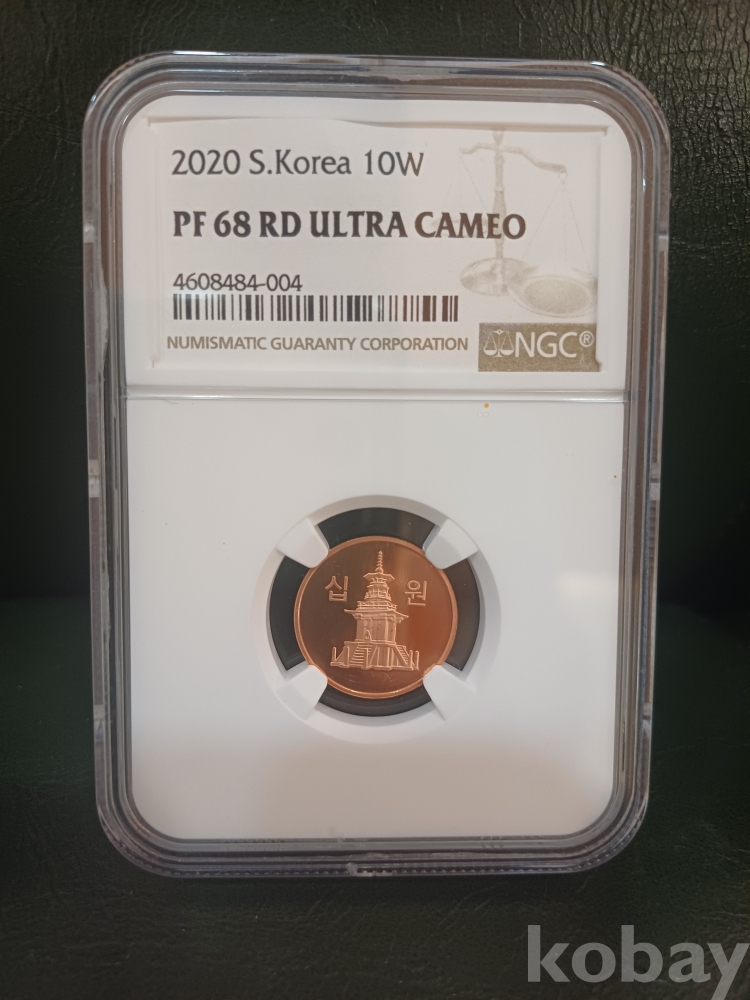 2020 S.Korea 10W
PF 68 RD ULTRA CAMEO
4608484-004
NUMISMATIC GUARANTY CORPORATION
NGC®
십 원
kobay